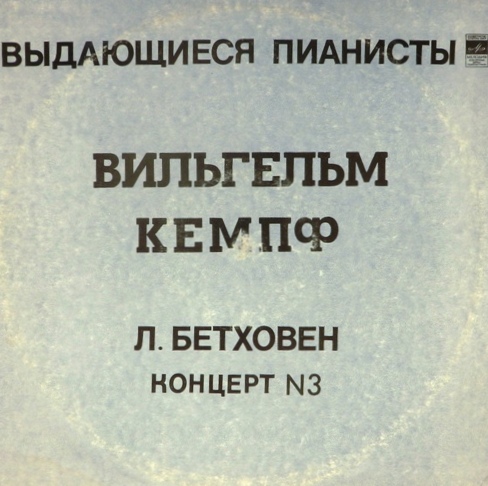 ВЫДАЮЩИЕСЯ ПИАНИСТЫ
ВИЛЬГЕЛЬМ
КЕМПФ
Л. БЕТХОВЕН
КОНЦЕРТ N3